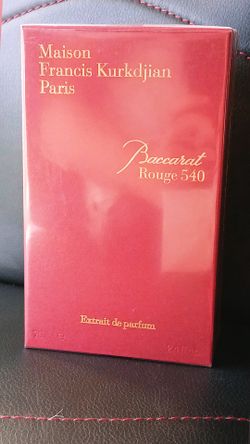 Maison
Francis Kurkdjian
Paris
Baccarat
Rouge 540
Extrait de parfum